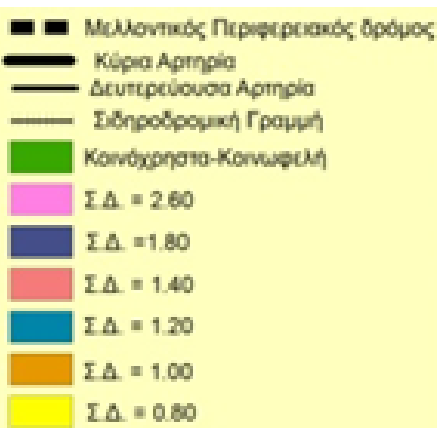 Μελλοντικός Περιφερειακός δρόμος
Κύρια Αρτηρία
Δευτερεύουσα Αρτηρία
Σιδηροδρομική Γραμμή
Κοινόχρηστα-Κοινωφελή
Σ.Δ. = 2.60
Σ.Δ. =1.80
Σ.Δ. = 1.40
Σ.Δ. = 1.20
Σ.Δ. = 1.00
Σ.Δ. = 0.80